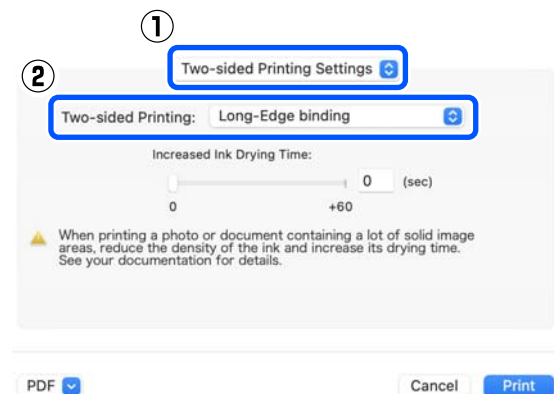 ①
Two-sided Printing Settings
②
Two-sided Printing: Long-Edge binding
Increased Ink Drying Time:
0 (sec)
0 +60
When printing a photo or document containing a lot of solid image
areas, reduce the density of the ink and increase its drying time.
See your documentation for details.
PDF Cancel Print